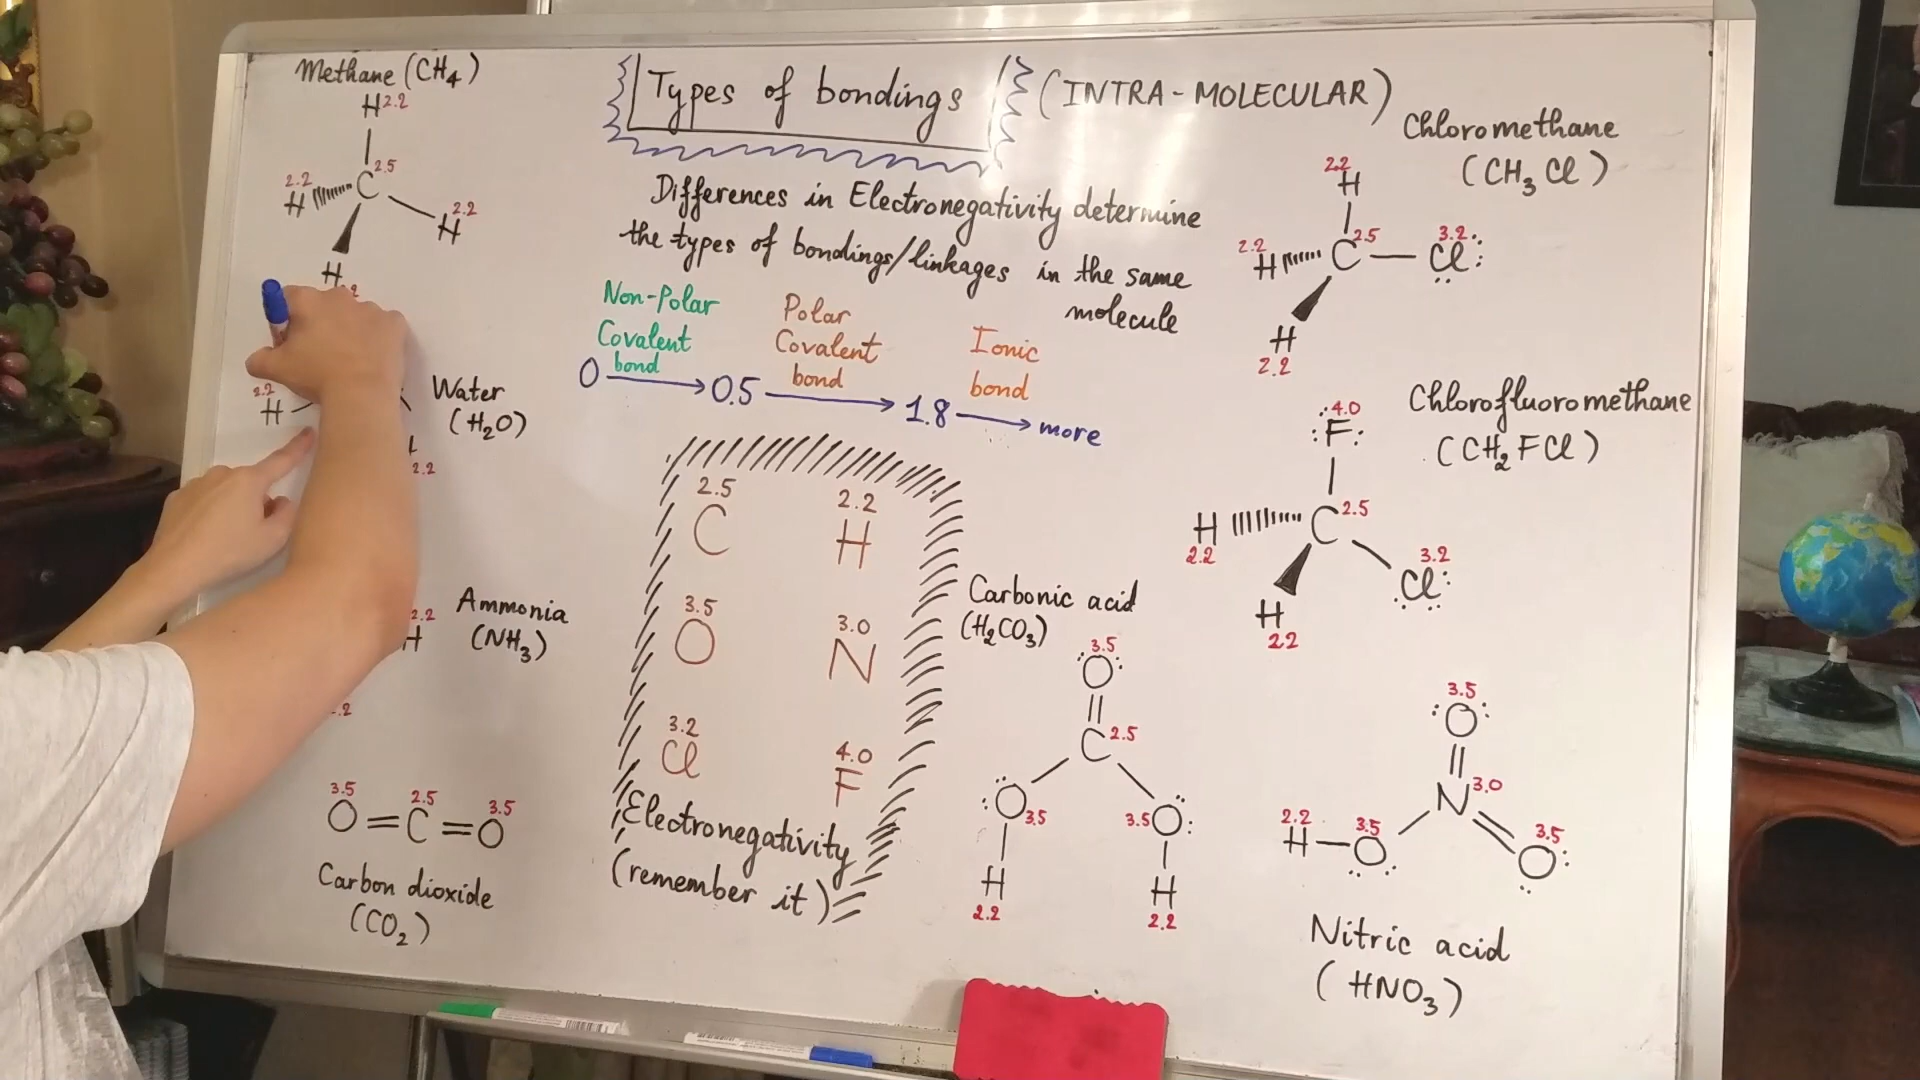 Methane (CH4)
H 2.2
2.5
C
2.2
H
2.2
H
H
Water
(H2O)
2.2
H
2.2
Ammonia
(NH3)
2.2
H
3.5 2.5 3.5
O=C=O
Carbon dioxide
(CO2)
Types of bondings (INTRA-MOLECULAR)
Differences in Electronegativity determine
the types of bondings/linkages in the same
molecule
Non-Polar
Covalent
bond
Polar
Covalent
bond
Ionic
bond
0 → 0.5 → 1.8 → more
2.5
C
2.2
H
3.5
O
3.0
N
3.2
Cl
4.0
F
Electronegativity
(remember it)
Carbonic acid
(H2CO3)
3.5
O
C 2.5
O 3.5
3.5 O
H
2.2
H
2.2
Chloromethane
(CH3Cl)
2.2
H
2.2
H
2.5
C
3.2
Cl
H
2.2
Chlorofluoromethane
(CH2FCl)
4.0
F
H
2.2
C 2.5
3.2
Cl
H
2.2
3.5
O
N 3.0
2.2
H
3.5
O
3.5
O
Nitric acid
(HNO3)